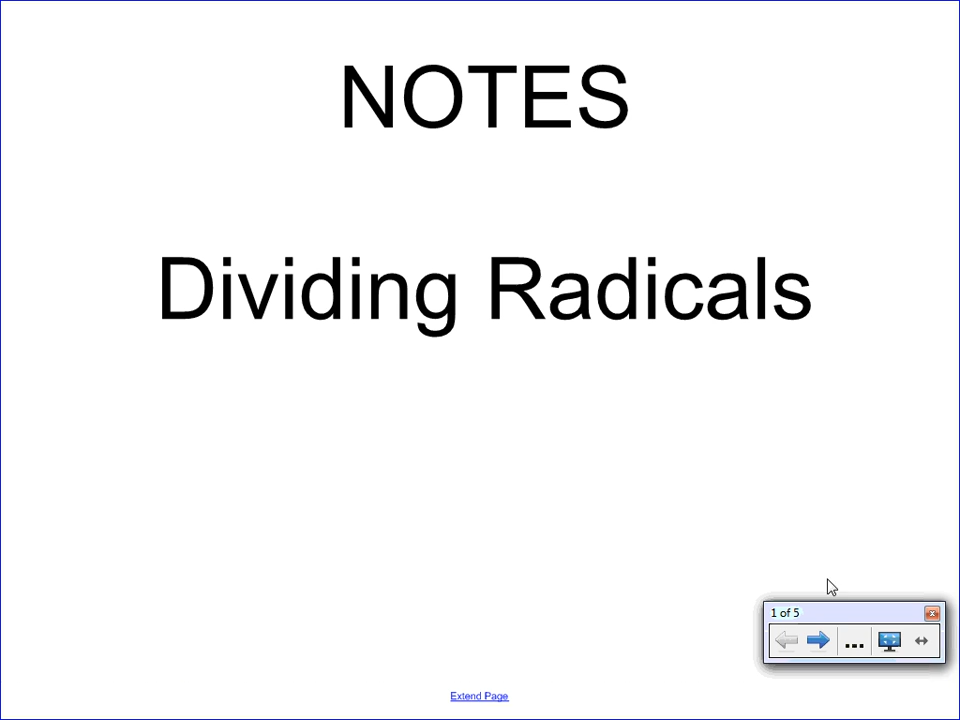 NOTES
Dividing Radicals
1 of 5
...
Extend Page